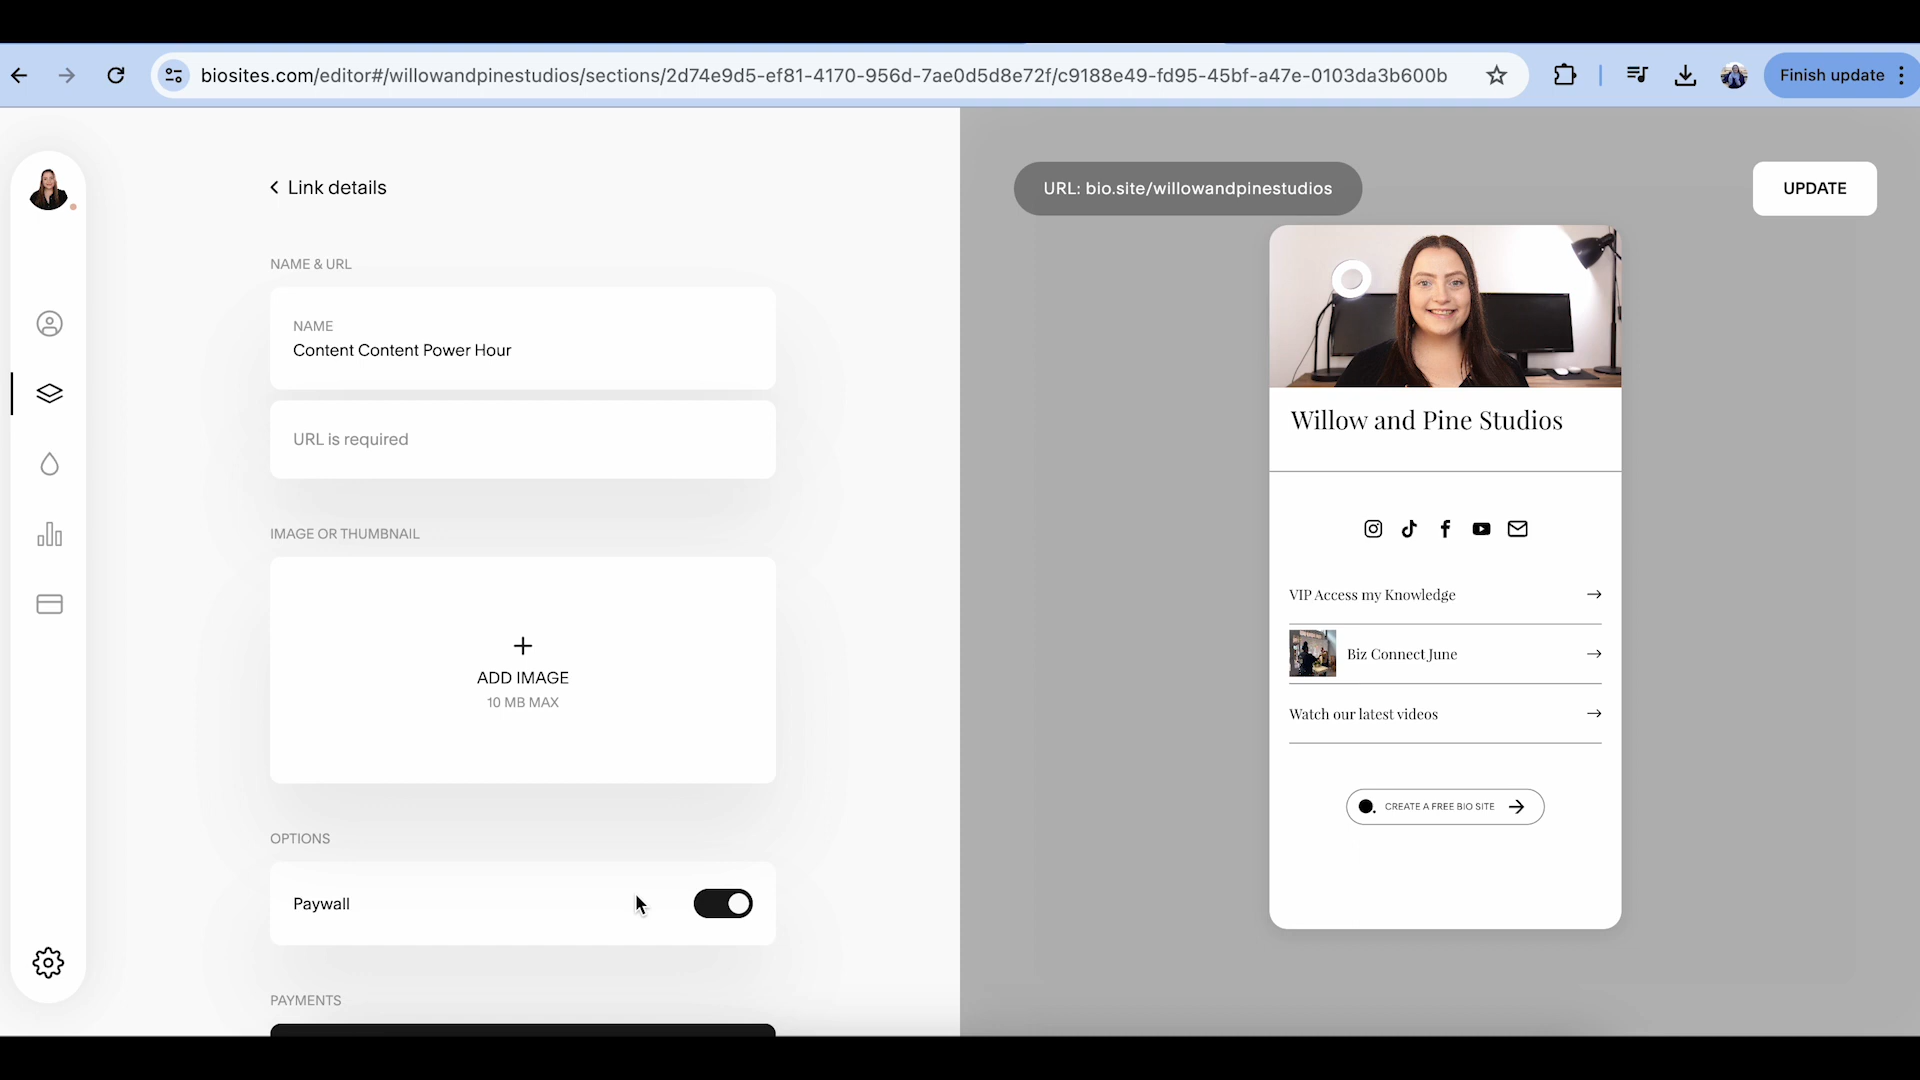 biosites.com/editor#/willowandpinestudios/sections/2d74e9d5-ef81-4170-956d-7ae0d5d8e72f/c9188e49-fd95-45bf-a47e-0103da3b600b
Finish update
Link details
NAME & URL
NAME
Content Content Power Hour
URL is required
IMAGE OR THUMBNAIL
ADD IMAGE
10 MB MAX
OPTIONS
Paywall
PAYMENTS
URL: bio.site/willowandpinestudios
UPDATE
Willow and Pine Studios
VIP Access my Knowledge
Biz Connect June
Watch our latest videos
CREATE A FREE BIO SITE